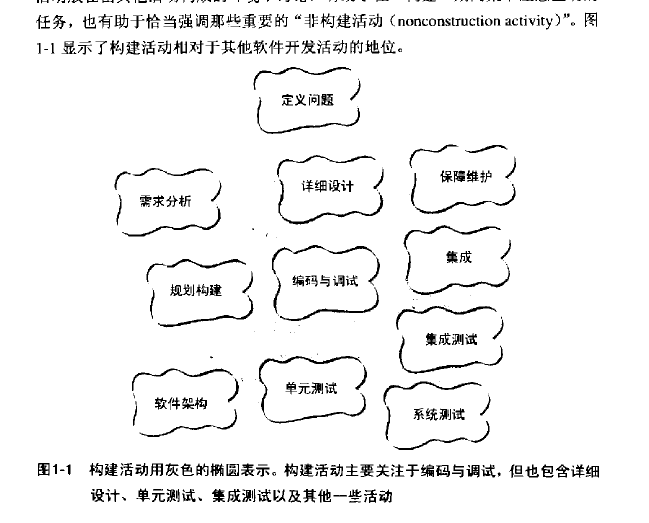 任务，也有助于恰当强调那些重要的“非构建活动（nonconstruction activity）”。图
1-1 显示了构建活动相对于其他软件开发活动的地位。
定义问题
需求分析
详细设计
保障维护
规划构建
编码与调试
集成
集成测试
软件架构
单元测试
系统测试
图1-1 构建活动用灰色的椭圆表示。构建活动主要关注于编码与调试，但也包含详细
设计、单元测试、集成测试以及其他一些活动